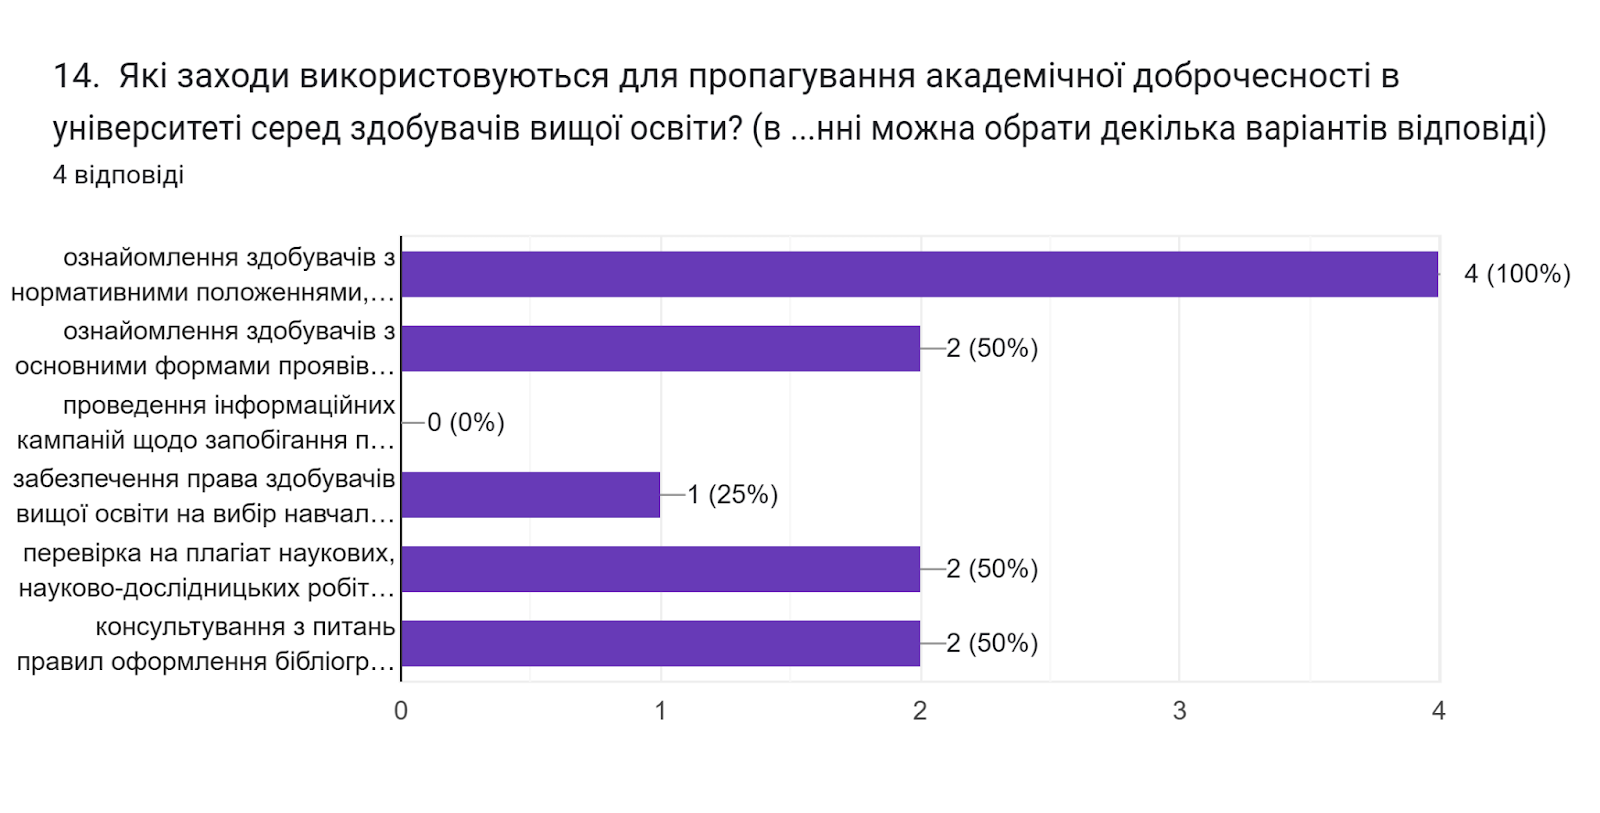 14.  Які заходи використовуються для пропагування академічної доброчесності в
університеті серед здобувачів вищої освіти? (в ...нні можна обрати декілька варіантів відповіді)
4 відповіді
ознайомлення здобувачів з
нормативними положеннями,…
4 (100%)
ознайомлення здобувачів з
основними формами проявів…
2 (50%)
проведення інформаційних
кампаній щодо запобігання п…
0 (0%)
забезпечення права здобувачів
вищої освіти на вибір навчал…
1 (25%)
перевірка на плагіат наукових,
науково-дослідницьких робіт…
2 (50%)
консультування з питань
правил оформлення бібліогр…
2 (50%)
0 1 2 3 4